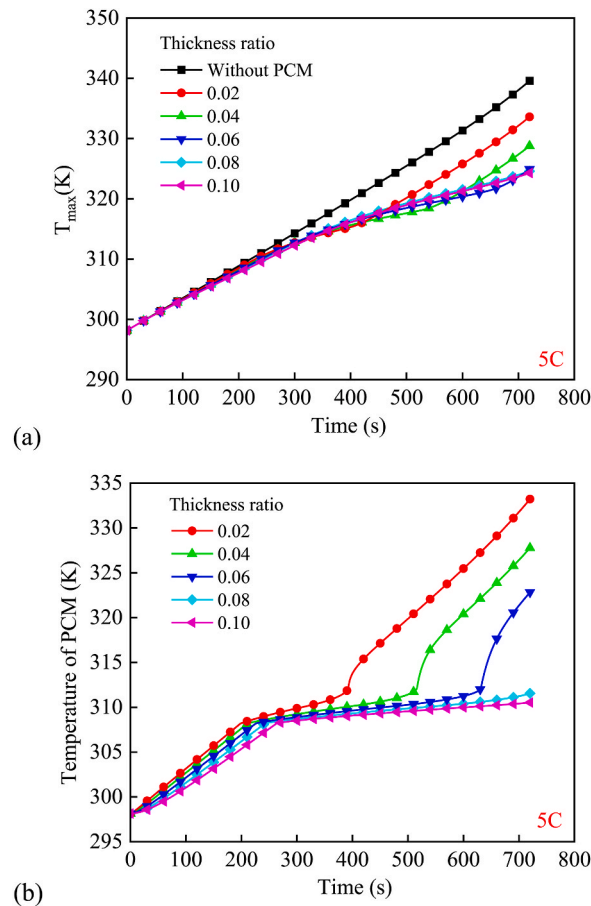 350
340
330
320
310
300
290
T_max(K)
Thickness ratio
Without PCM
0.02
0.04
0.06
0.08
0.10
5C
0 100 200 300 400 500 600 700 800
Time (s)
(a)
335
330
325
320
315
310
305
300
295
Temperature of PCM (K)
Thickness ratio
0.02
0.04
0.06
0.08
0.10
5C
0 100 200 300 400 500 600 700 800
Time (s)
(b)